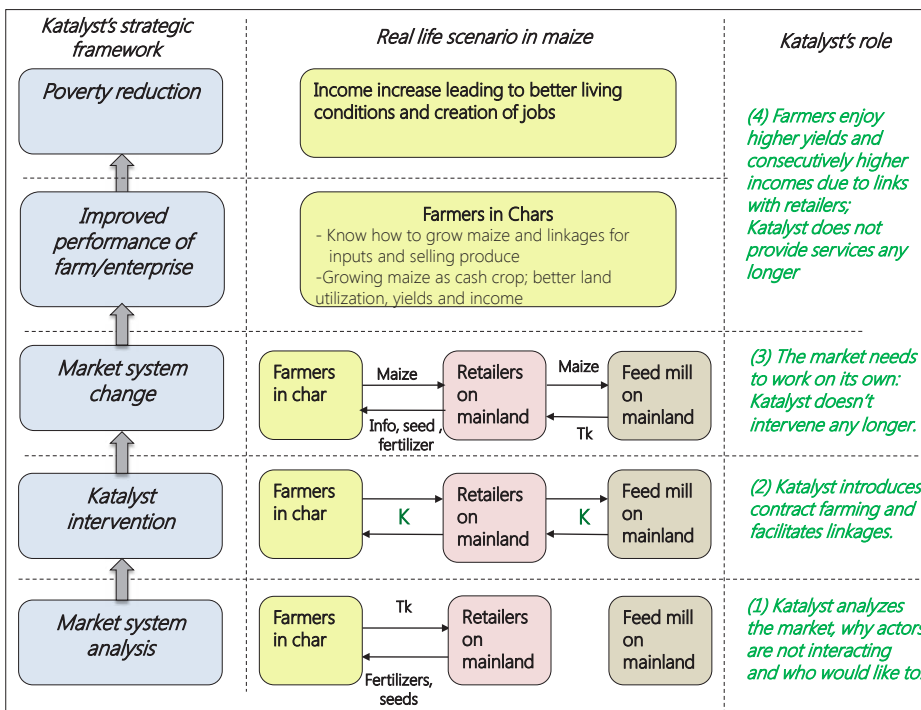 Katalyst's strategic
framework
Real life scenario in maize
Katalyst's role
Poverty reduction
Income increase leading to better living
conditions and creation of jobs
(4) Farmers enjoy
higher yields and
consecutively higher
incomes due to links
with retailers;
Katalyst does not
provide services any
longer
Improved
performance of
farm/enterprise
Farmers in Chars
- Know how to grow maize and linkages for
inputs and selling produce
-Growing maize as cash crop; better land
utilization, yields and income
Market system
change
Farmers
in char
Maize
Info, seed ,
fertilizer
Retailers
on
mainland
Maize
Tk
Feed mill
on
mainland
(3) The market needs
to work on its own:
Katalyst doesn't
intervene any longer.
Katalyst
intervention
Farmers
in char
K
Retailers
on
mainland
K
Feed mill
on
mainland
(2) Katalyst introduces
contract farming and
facilitates linkages.
Market system
analysis
Farmers
in char
Tk
Fertilizers,
seeds
Retailers
on
mainland
Feed mill
on
mainland
(1) Katalyst analyzes
the market, why actors
are not interacting
and who would like to.